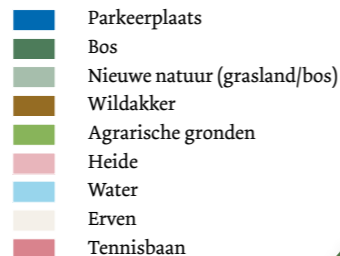 Parkeerplaats
Bos
Nieuwe natuur (grasland/bos)
Wildakker
Agrarische gronden
Heide
Water
Erven
Tennisbaan